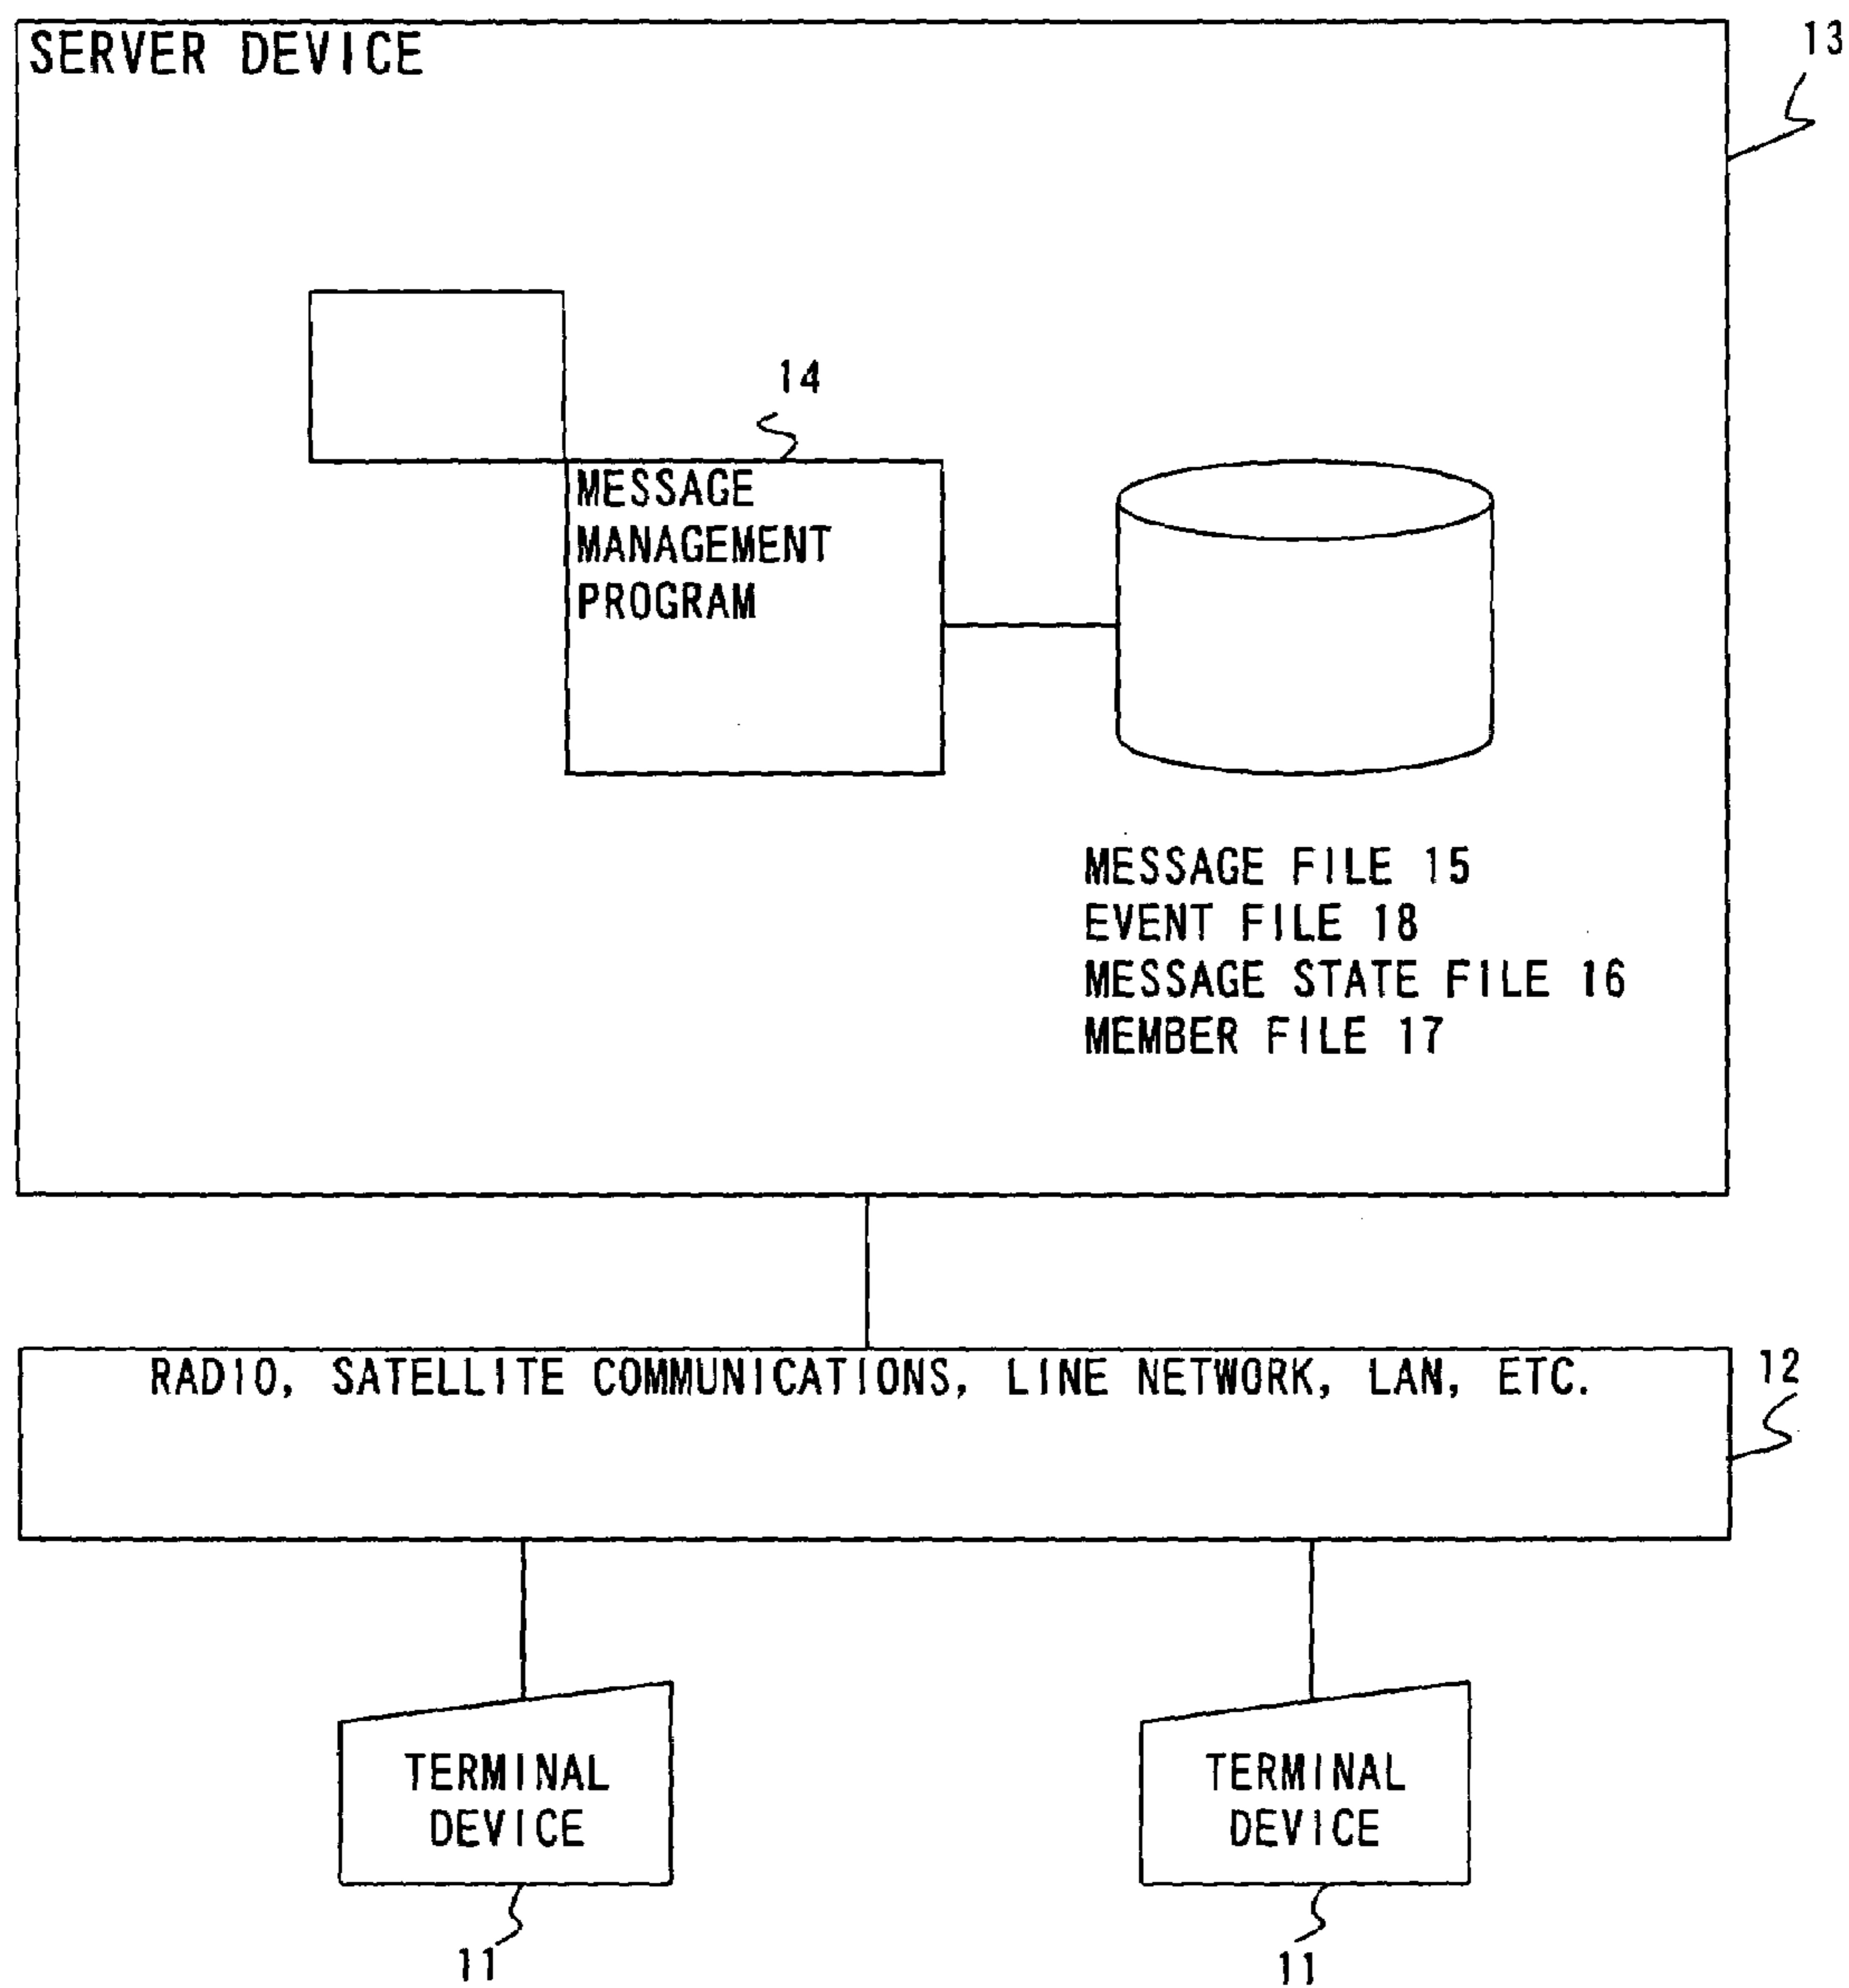 SERVER DEVICE
13
14
MESSAGE
MANAGEMENT
PROGRAM
MESSAGE FILE 15
EVENT FILE 18
MESSAGE STATE FILE 16
MEMBER FILE 17
RADIO, SATELLITE COMMUNICATIONS, LINE NETWORK, LAN, ETC.
12
TERMINAL
DEVICE
TERMINAL
DEVICE
11
11